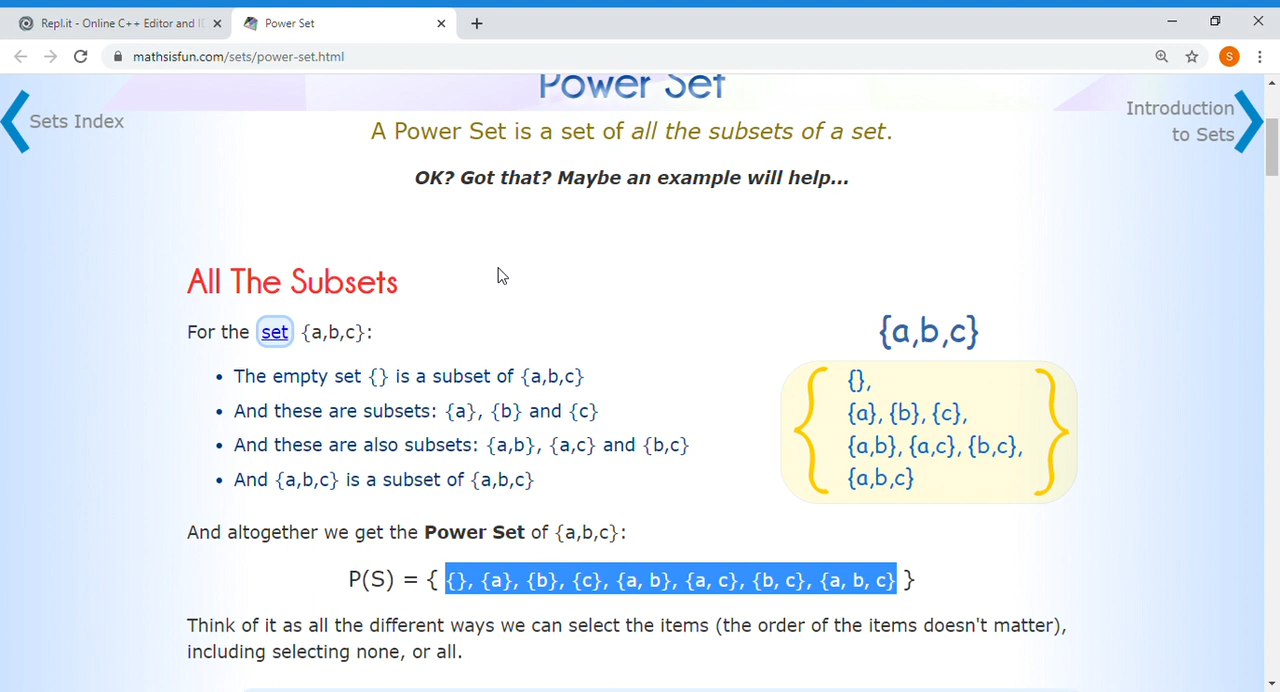 Repl.it - Online C++ Editor and I
Power Set
mathsisfun.com/sets/power-set.html
S
Power Set
Sets Index
Introduction
to Sets
A Power Set is a set of all the subsets of a set.
OK? Got that? Maybe an example will help...
All The Subsets
For the set {a,b,c}:
• The empty set {} is a subset of {a,b,c}
• And these are subsets: {a}, {b} and {c}
• And these are also subsets: {a,b}, {a,c} and {b,c}
• And {a,b,c} is a subset of {a,b,c}
{a,b,c}
{},
{a}, {b}, {c},
{a,b}, {a,c}, {b,c},
{a,b,c}
And altogether we get the Power Set of {a,b,c}:
P(S) = { {}, {a}, {b}, {c}, {a, b}, {a, c}, {b, c}, {a, b, c} }
Think of it as all the different ways we can select the items (the order of the items doesn't matter),
including selecting none, or all.